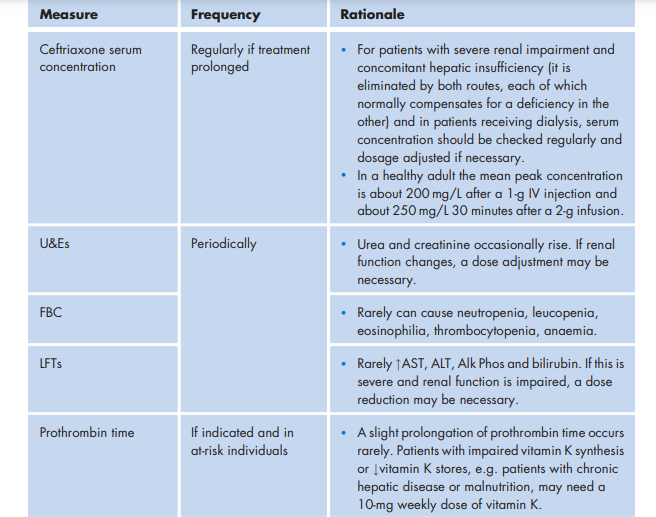 Measure
Frequency
Rationale
Ceftriaxone serum
concentration
Regularly if treatment
prolonged
• For patients with severe renal impairment and
concomitant hepatic insufficiency (it is
eliminated by both routes, each of which
normally compensates for a deficiency in the
other) and in patients receiving dialysis, serum
concentration should be checked regularly and
dosage adjusted if necessary.
• In a healthy adult the mean peak concentration
is about 200 mg/L after a 1-g IV injection and
about 250 mg/L 30 minutes after a 2-g infusion.
U&Es
Periodically
• Urea and creatinine occasionally rise. If renal
function changes, a dose adjustment may be
necessary.
FBC
• Rarely can cause neutropenia, leucopenia,
eosinophilia, thrombocytopenia, anaemia.
LFTs
• Rarely ↑AST, ALT, Alk Phos and bilirubin. If this is
severe and renal function is impaired, a dose
reduction may be necessary.
Prothrombin time
If indicated and in
at-risk individuals
• A slight prolongation of prothrombin time occurs
rarely. Patients with impaired vitamin K synthesis
or ↓vitamin K stores, e.g. patients with chronic
hepatic disease or malnutrition, may need a
10-mg weekly dose of vitamin K.